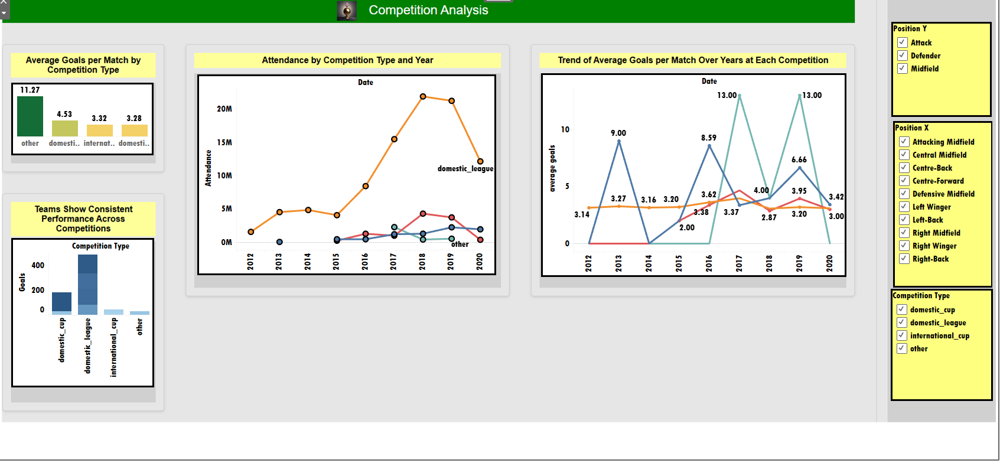 Competition Analysis
Average Goals per Match by
Competition Type
11.27
4.53
3.32
3.28
other
domesti..
internat..
domesti..
Teams Show Consistent
Performance Across
Competitions
Competition Type
Goals
400
200
0
domestic_cup
domestic_league
international_cup
other
Attendance by Competition Type and Year
Date
Attendance
20M
15M
10M
5M
0M
domestic_league
other
2012
2013
2014
2015
2016
2017
2018
2019
2020
Trend of Average Goals per Match Over Years at Each Competition
Date
average goals
10
5
0
13.00
13.00
9.00
8.59
6.66
3.14
3.27
3.16
3.20
3.62
4.00
3.95
3.42
3.38
3.37
2.87
3.20
3.00
2.00
2012
2013
2014
2015
2016
2017
2018
2019
2020
Position Y
Attack
Defender
Midfield
Position X
Attacking Midfield
Central Midfield
Centre-Back
Centre-Forward
Defensive Midfield
Left Winger
Left-Back
Right Midfield
Right Winger
Right-Back
Competition Type
domestic_cup
domestic_league
international_cup
other